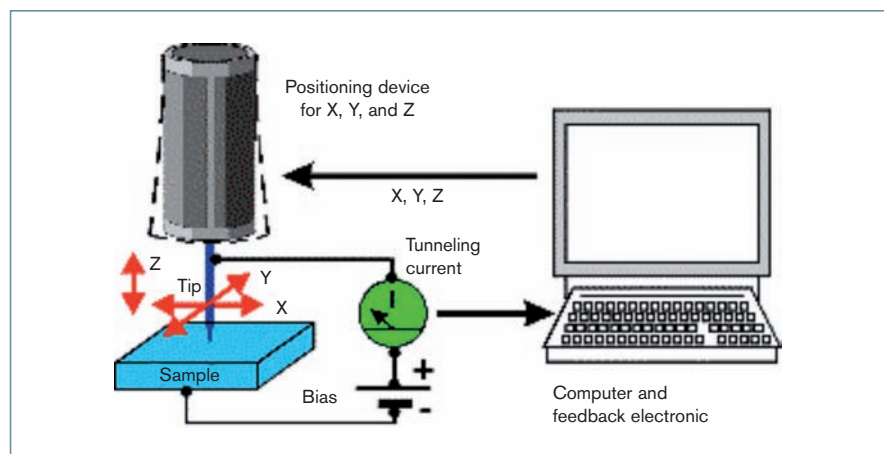 Positioning device
for X, Y, and Z
X, Y, Z
Tunneling
current
Z
Tip
Y
X
I
Sample
Bias
+
-
Computer and
feedback electronic